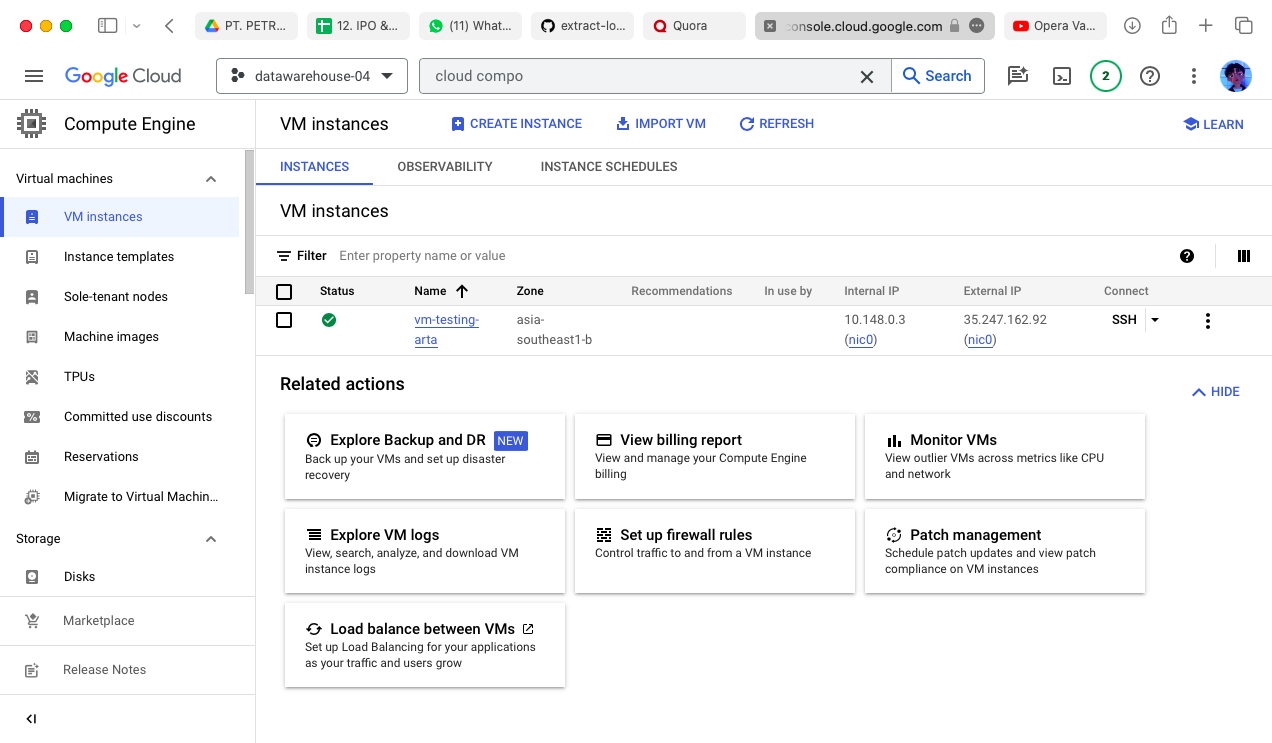 PT. PETR...
12. IPO &...
(11) What...
extract-lo...
Quora
console.cloud.google.com
Opera Va...
Google Cloud
datawarehouse-04
cloud compo
Search
2
Compute Engine
VM instances
CREATE INSTANCE
IMPORT VM
REFRESH
LEARN
Virtual machines
VM instances
Instance templates
Sole-tenant nodes
Machine images
TPUs
Committed use discounts
Reservations
Migrate to Virtual Machin...
Storage
Disks
Marketplace
Release Notes
INSTANCES
OBSERVABILITY
INSTANCE SCHEDULES
VM instances
Filter
Enter property name or value
Status
Name
Zone
Recommendations
In use by
Internal IP
External IP
Connect
vm-testing-
arta
asia-
southeast1-b
10.148.0.3
(nic0)
35.247.162.92
(nic0)
SSH
Related actions
HIDE
Explore Backup and DR NEW
Back up your VMs and set up disaster
recovery
View billing report
View and manage your Compute Engine
billing
Monitor VMs
View outlier VMs across metrics like CPU
and network
Explore VM logs
View, search, analyze, and download VM
instance logs
Set up firewall rules
Control traffic to and from a VM instance
Patch management
Schedule patch updates and view patch
compliance on VM instances
Load balance between VMs
Set up Load Balancing for your applications
as your traffic and users grow